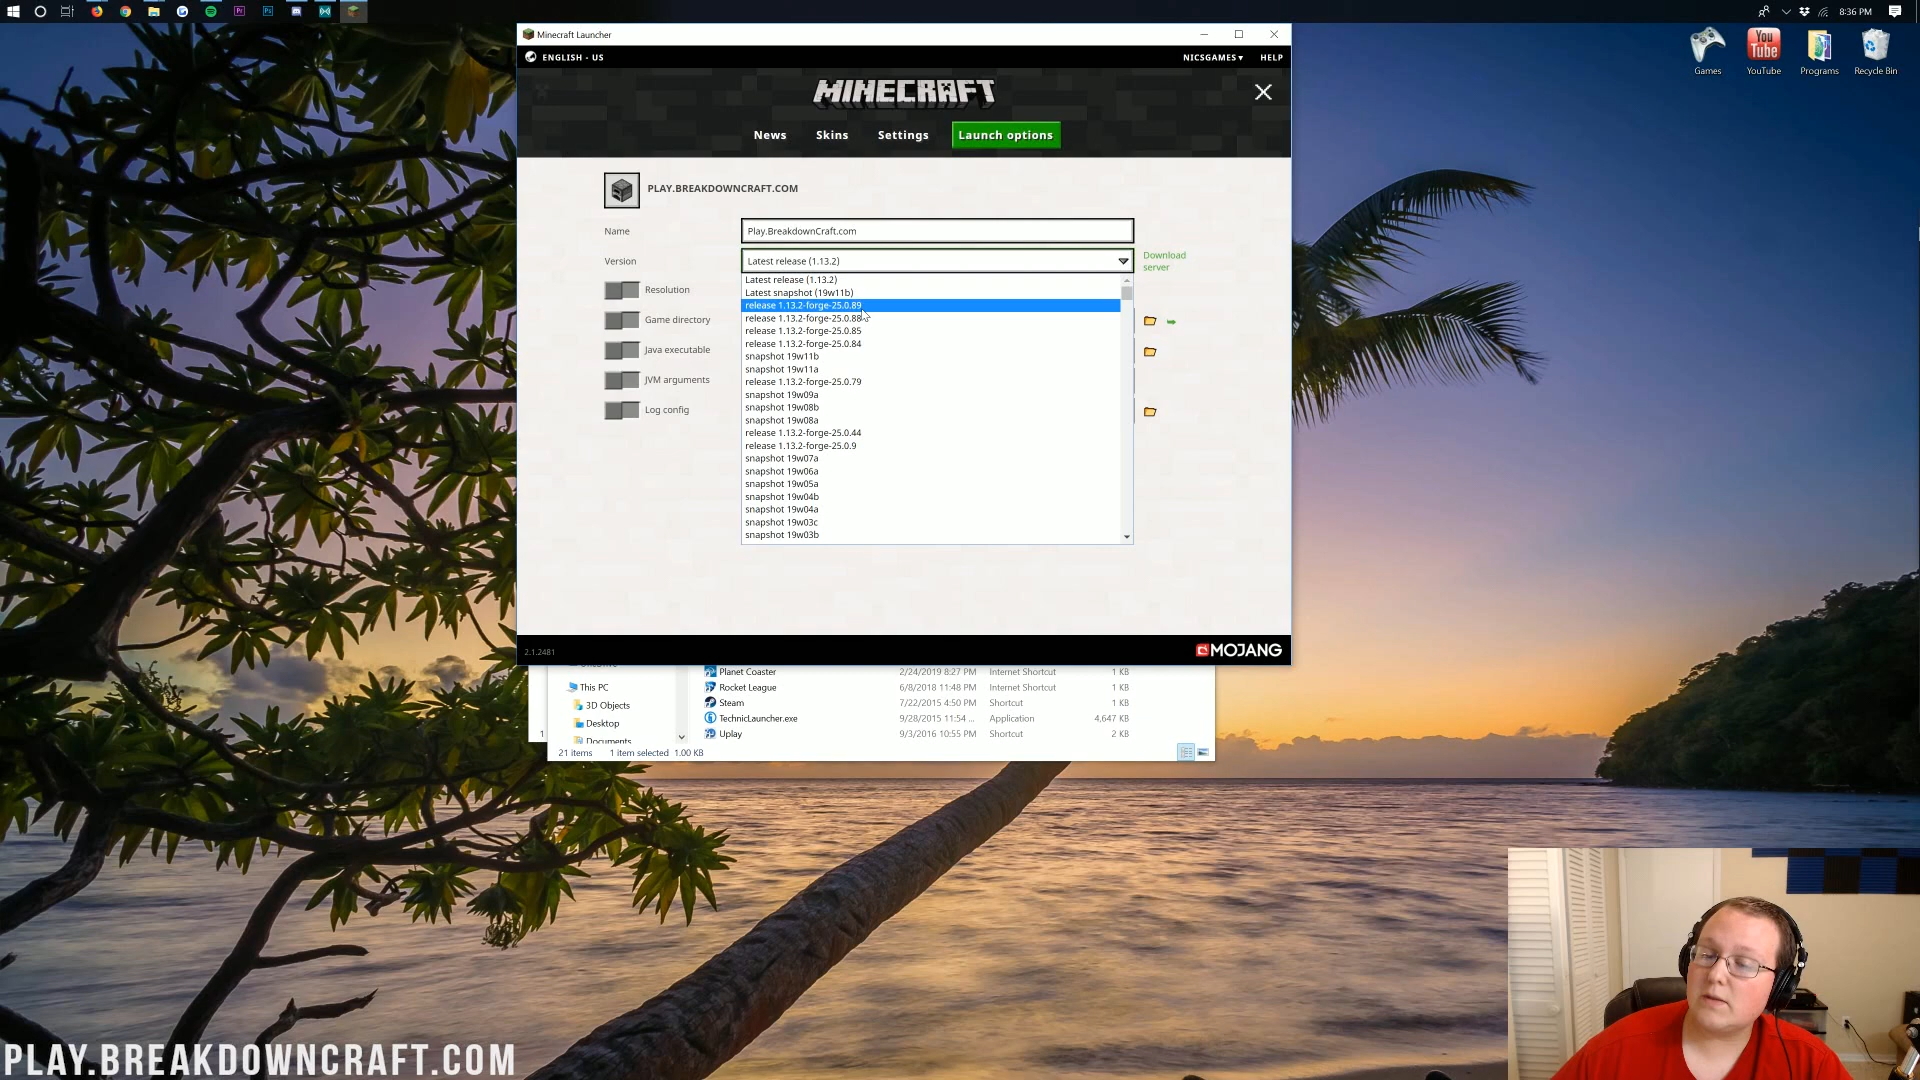 8:36 PM
Minecraft Launcher
Games
YouTube
Programs
Recycle Bin
You
Tube
ENGLISH - US
NICSGAMES
HELP
MINECRAFT
News
Skins
Settings
Launch options
PLAY.BREAKDOWNCRAFT.COM
Name
Play.BreakdownCraft.com
Version
Latest release (1.13.2)
Download server
Latest release (1.13.2)
Latest snapshot (19w11b)
release 1.13.2-forge-25.0.89
release 1.13.2-forge-25.0.88
release 1.13.2-forge-25.0.85
release 1.13.2-forge-25.0.84
snapshot 19w11b
snapshot 19w11a
release 1.13.2-forge-25.0.79
snapshot 19w09a
snapshot 19w08b
snapshot 19w08a
release 1.13.2-forge-25.0.44
release 1.13.2-forge-25.0.9
snapshot 19w07a
snapshot 19w06a
snapshot 19w05a
snapshot 19w04b
snapshot 19w04a
snapshot 19w03c
snapshot 19w03b
Resolution
Game directory
Java executable
JVM arguments
Log config
2.1.2481
MOJANG
This PC
3D Objects
Desktop
Documents
Planet Coaster 2/24/2019 8:27 PM Internet Shortcut 1 KB
Rocket League 6/8/2018 11:48 PM Internet Shortcut 1 KB
Steam 7/22/2015 4:50 PM Shortcut 1 KB
TechnicLauncher.exe 9/28/2015 11:54 ... Application 4,647 KB
Uplay 9/3/2016 10:55 PM Shortcut 2 KB
1
21 items 1 item selected 1.00 KB
PLAY.BREAKDOWNCRAFT.COM